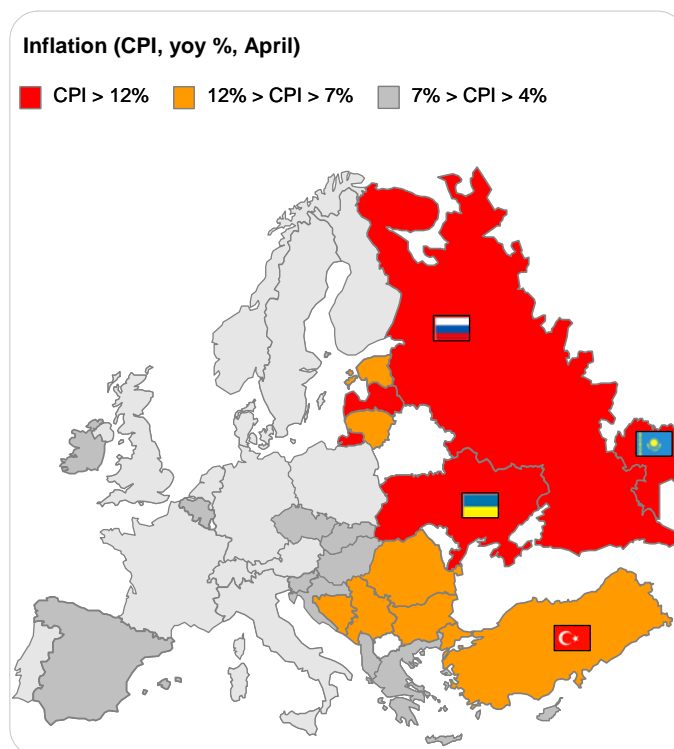 Inflation (CPI, yoy %, April)
CPI > 12% 12% > CPI > 7% 7% > CPI > 4%